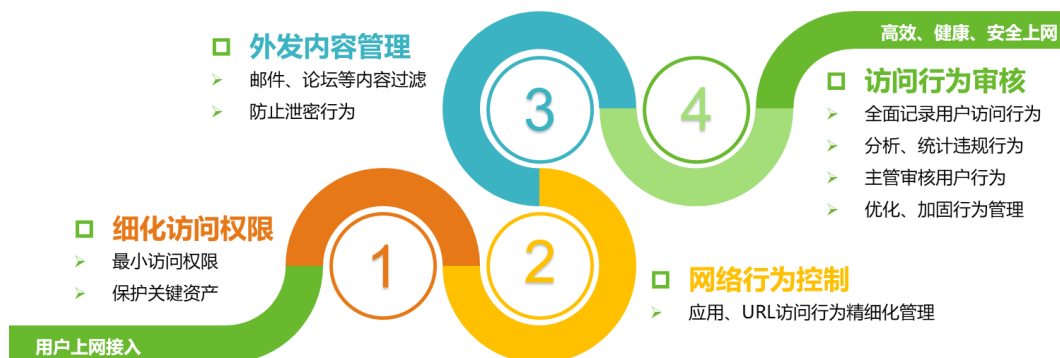 用户上网接入
1
细化访问权限
最小访问权限
保护关键资产
2
网络行为控制
应用、URL访问行为精细化管理
3
外发内容管理
邮件、论坛等内容过滤
防止泄密行为
4
访问行为审核
全面记录用户访问行为
分析、统计违规行为
主管审核用户行为
优化、加固行为管理
高效、健康、安全上网